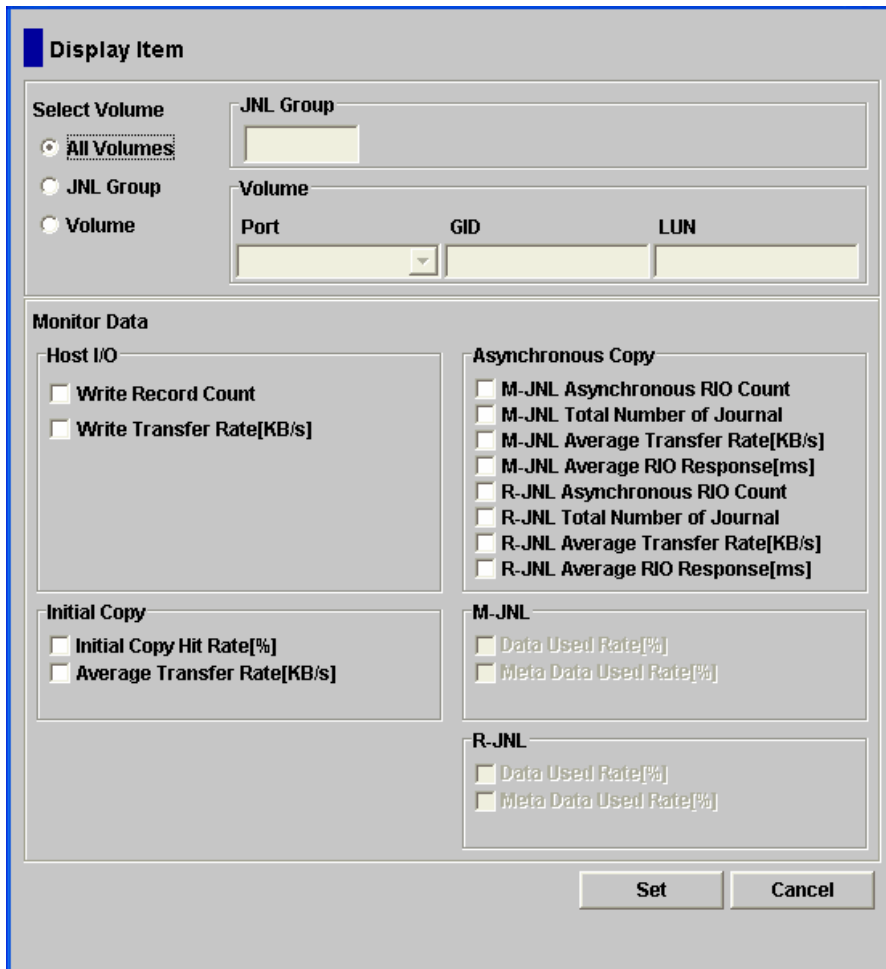 Display Item
Select Volume
All Volumes
JNL Group
Volume
JNL Group
Volume
Port GID LUN
Monitor Data
Host I/O
Write Record Count
Write Transfer Rate[KB/s]
Asynchronous Copy
M-JNL Asynchronous RIO Count
M-JNL Total Number of Journal
M-JNL Average Transfer Rate[KB/s]
M-JNL Average RIO Response[ms]
R-JNL Asynchronous RIO Count
R-JNL Total Number of Journal
R-JNL Average Transfer Rate[KB/s]
R-JNL Average RIO Response[ms]
Initial Copy
Initial Copy Hit Rate[%]
Average Transfer Rate[KB/s]
M-JNL
Data Used Rate[%]
Meta Data Used Rate[%]
R-JNL
Data Used Rate[%]
Meta Data Used Rate[%]
Set Cancel